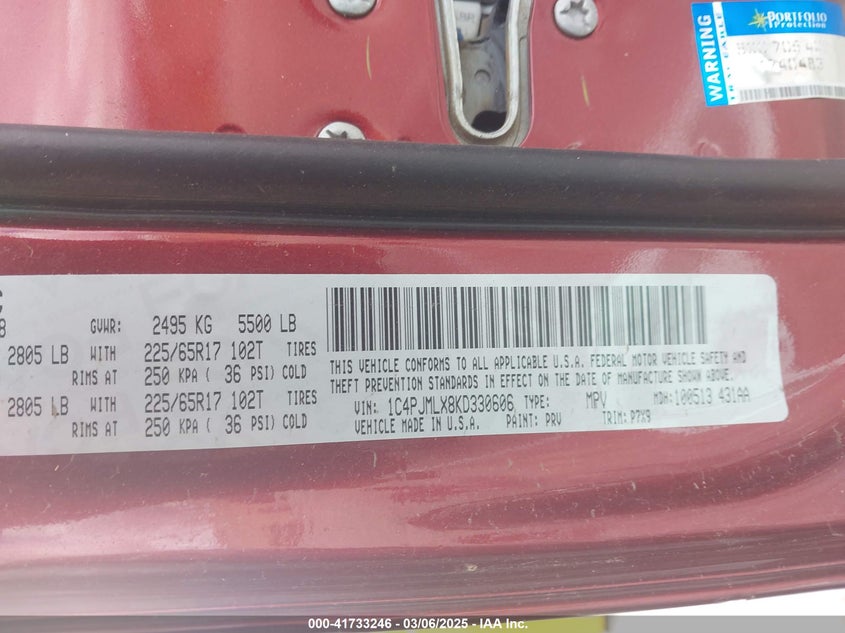 WARNING
PORTFOLIO
Protection
GVWR: 2495 KG 5500 LB
2805 LB WITH 225/65R17 102T TIRES
RIMS AT 250 KPA ( 36 PSI) COLD
2805 LB WITH 225/65R17 102T TIRES
RIMS AT 250 KPA ( 36 PSI) COLD
THIS VEHICLE CONFORMS TO ALL APPLICABLE U.S.A. FEDERAL MOTOR VEHICLE SAFETY AND
THEFT PREVENTION STANDARDS IN EFFECT ON THE DATE OF MANUFACTURE SHOWN ABOVE.
VIN: 1C4PJMLX8KD330606 TYPE: MPV MDH: 100513 431AA
VEHICLE MADE IN U.S.A. PAINT: PRV TRIM: P7X9
000-41733246 - 03/06/2025 - IAA Inc.